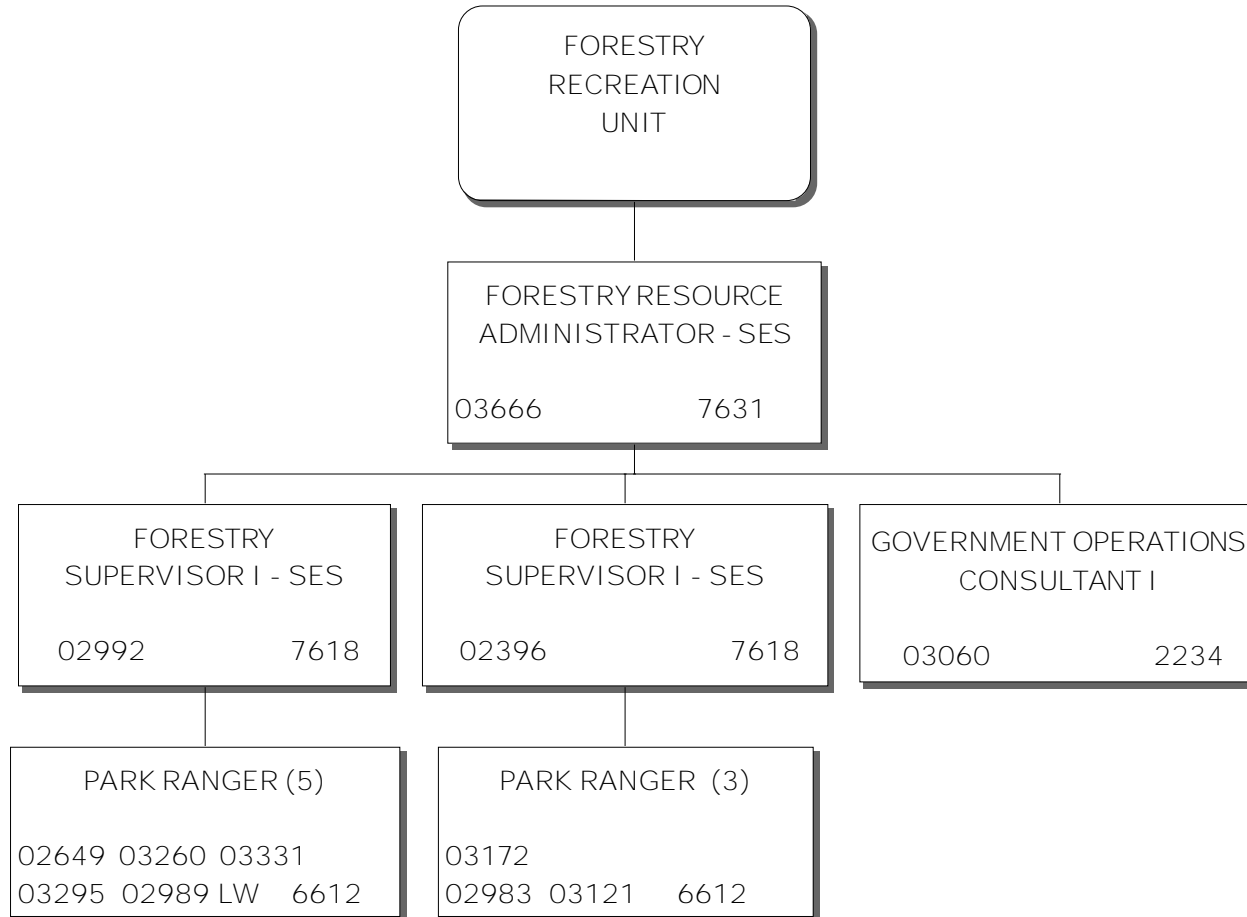 FORESTRY
RECREATION
UNIT
FORESTRY RESOURCE
ADMINISTRATOR - SES
03666 7631
FORESTRY
SUPERVISOR I - SES
02992 7618
FORESTRY
SUPERVISOR I - SES
02396 7618
GOVERNMENT OPERATIONS
CONSULTANT I
03060 2234
PARK RANGER (5)
02649 03260 03331
03295 02989 LW 6612
PARK RANGER (3)
03172
02983 03121 6612